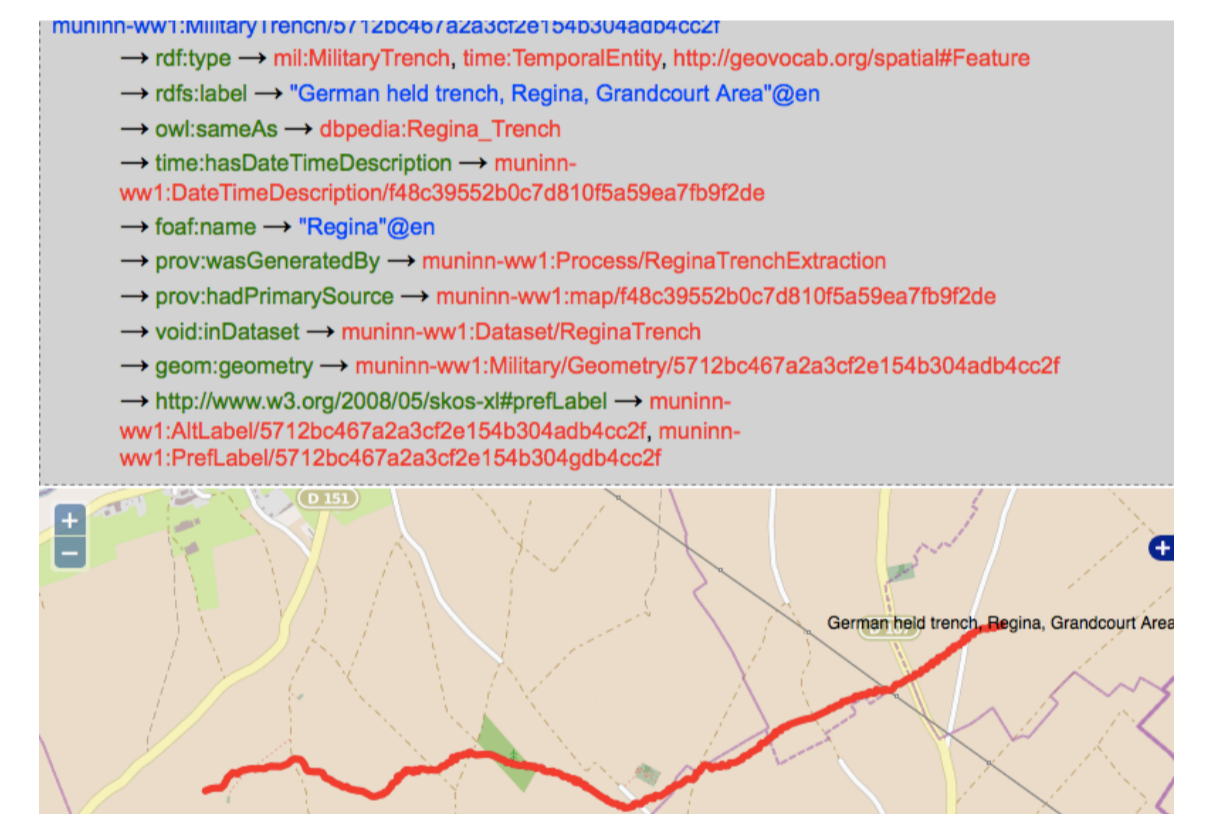 muninn-ww1:MilitaryTrench/5712bc467a2a3cf2e154b304adb4cc2f
→ rdf:type → mil:MilitaryTrench, time:TemporalEntity, http://geovocab.org/spatial#Feature
→ rdfs:label → "German held trench, Regina, Grandcourt Area"@en
→ owl:sameAs → dbpedia:Regina_Trench
→ time:hasDateTimeDescription → muninn-
ww1:DateTimeDescription/f48c39552b0c7d810f5a59ea7fb9f2de
→ foaf:name → "Regina"@en
→ prov:wasGeneratedBy → muninn-ww1:Process/ReginaTrenchExtraction
→ prov:hadPrimarySource → muninn-ww1:map/f48c39552b0c7d810f5a59ea7fb9f2de
→ void:inDataset → muninn-ww1:Dataset/ReginaTrench
→ geom:geometry → muninn-ww1:Military/Geometry/5712bc467a2a3cf2e154b304adb4cc2f
→ http://www.w3.org/2008/05/skos-xl#prefLabel → muninn-
ww1:AltLabel/5712bc467a2a3cf2e154b304adb4cc2f, muninn-
ww1:PrefLabel/5712bc467a2a3cf2e154b304gdb4cc2f
D 151
+
−
+
German held trench, Regina, Grandcourt Area